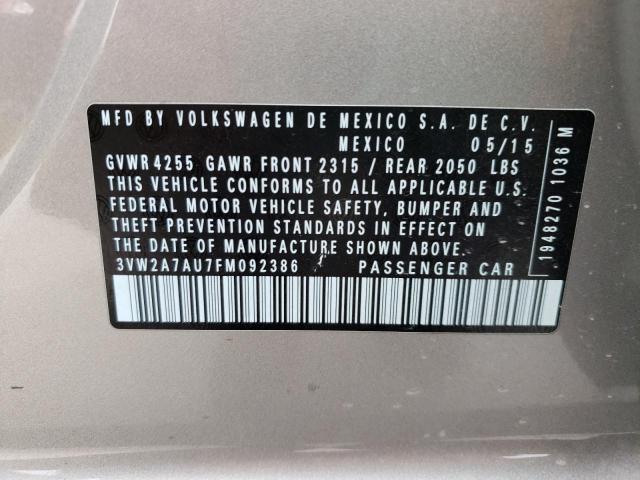 MFD BY VOLKSWAGEN DE MEXICO S.A. DE C.V.
MEXICO 05/15
GVWR 4255 GAWR FRONT 2315 / REAR 2050 LBS
THIS VEHICLE CONFORMS TO ALL APPLICABLE U.S.
FEDERAL MOTOR VEHICLE SAFETY, BUMPER AND
THEFT PREVENTION STANDARDS IN EFFECT ON
THE DATE OF MANUFACTURE SHOWN ABOVE.
3VW2A7AU7FM092386 PASSENGER CAR
1948270 1036 M